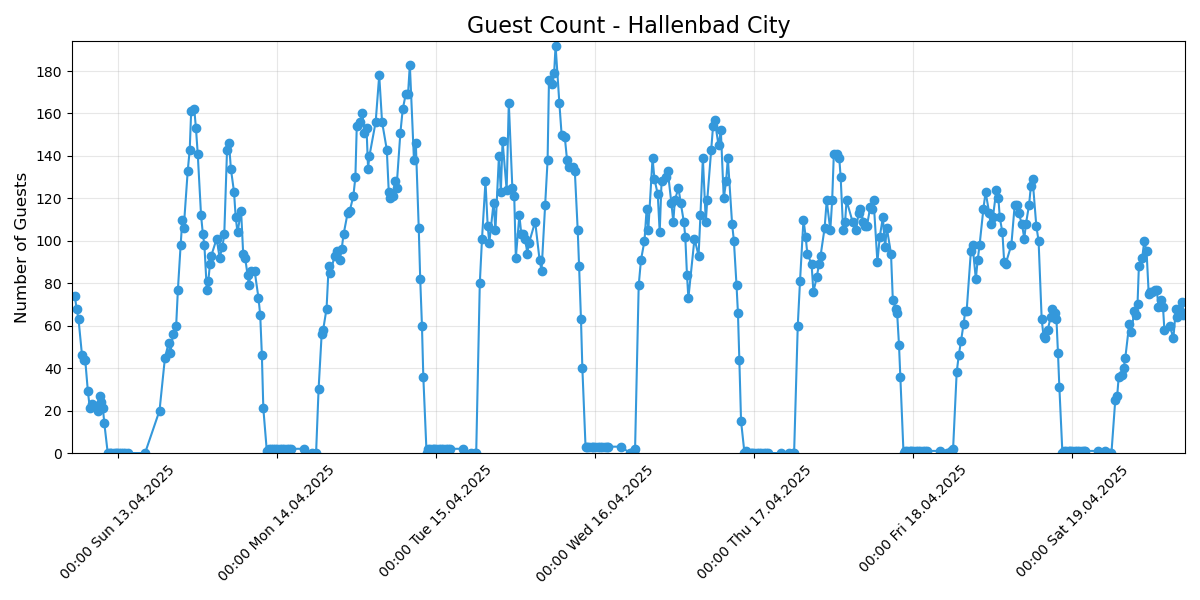 Guest Count - Hallenbad City
Number of Guests
180
160
140
120
100
80
60
40
20
0
00:00 Sun 13.04.2025
00:00 Mon 14.04.2025
00:00 Tue 15.04.2025
00:00 Wed 16.04.2025
00:00 Thu 17.04.2025
00:00 Fri 18.04.2025
00:00 Sat 19.04.2025